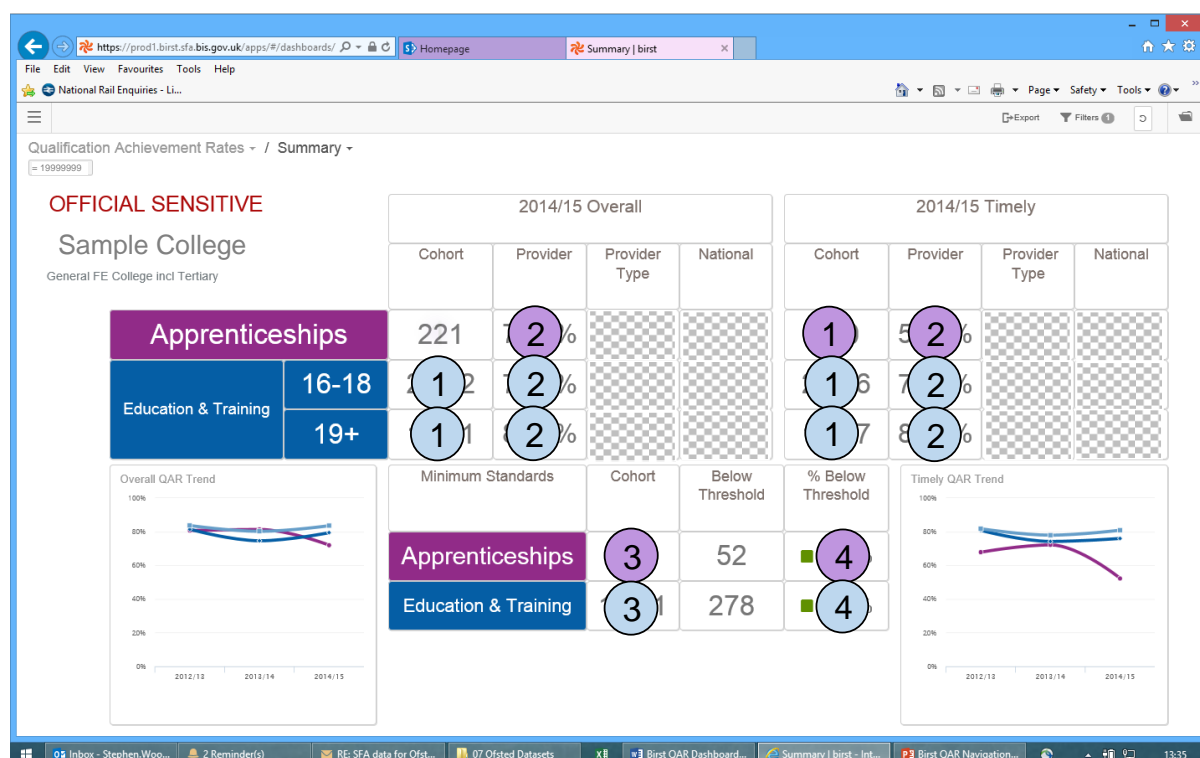 https://prod1.birst.sfa.bis.gov.uk/apps/#/dashboards/
Homepage
Summary | birst
File Edit View Favourites Tools Help
National Rail Enquiries - Li...
Page Safety Tools
Export Filters 1
Qualification Achievement Rates / Summary
= 19999999
OFFICIAL SENSITIVE
Sample College
General FE College incl Tertiary
2014/15 Overall
2014/15 Timely
Cohort Provider Provider Type National
Cohort Provider Provider Type National
Apprenticeships 221 2 % 1 5 2 %
Education & Training
16-18 1 2 2 % 1 6 7 2 %
19+ 1 1 2 % 1 7 8 2 %
Overall QAR Trend
100%
80%
60%
40%
20%
0%
2012/13 2013/14 2014/15
Minimum Standards Cohort Below Threshold % Below Threshold
Apprenticeships 3 52 4
Education & Training 3 278 4
Timely QAR Trend
100%
80%
60%
40%
20%
0%
2012/13 2013/14 2014/15
Inbox - Stephen.Woo... 2 Reminder(s) RE: SFA data for Ofst... 07 Ofsted Datasets Birst QAR Dashboard... Summary | birst - Int... Birst QAR Navigation... 13:35